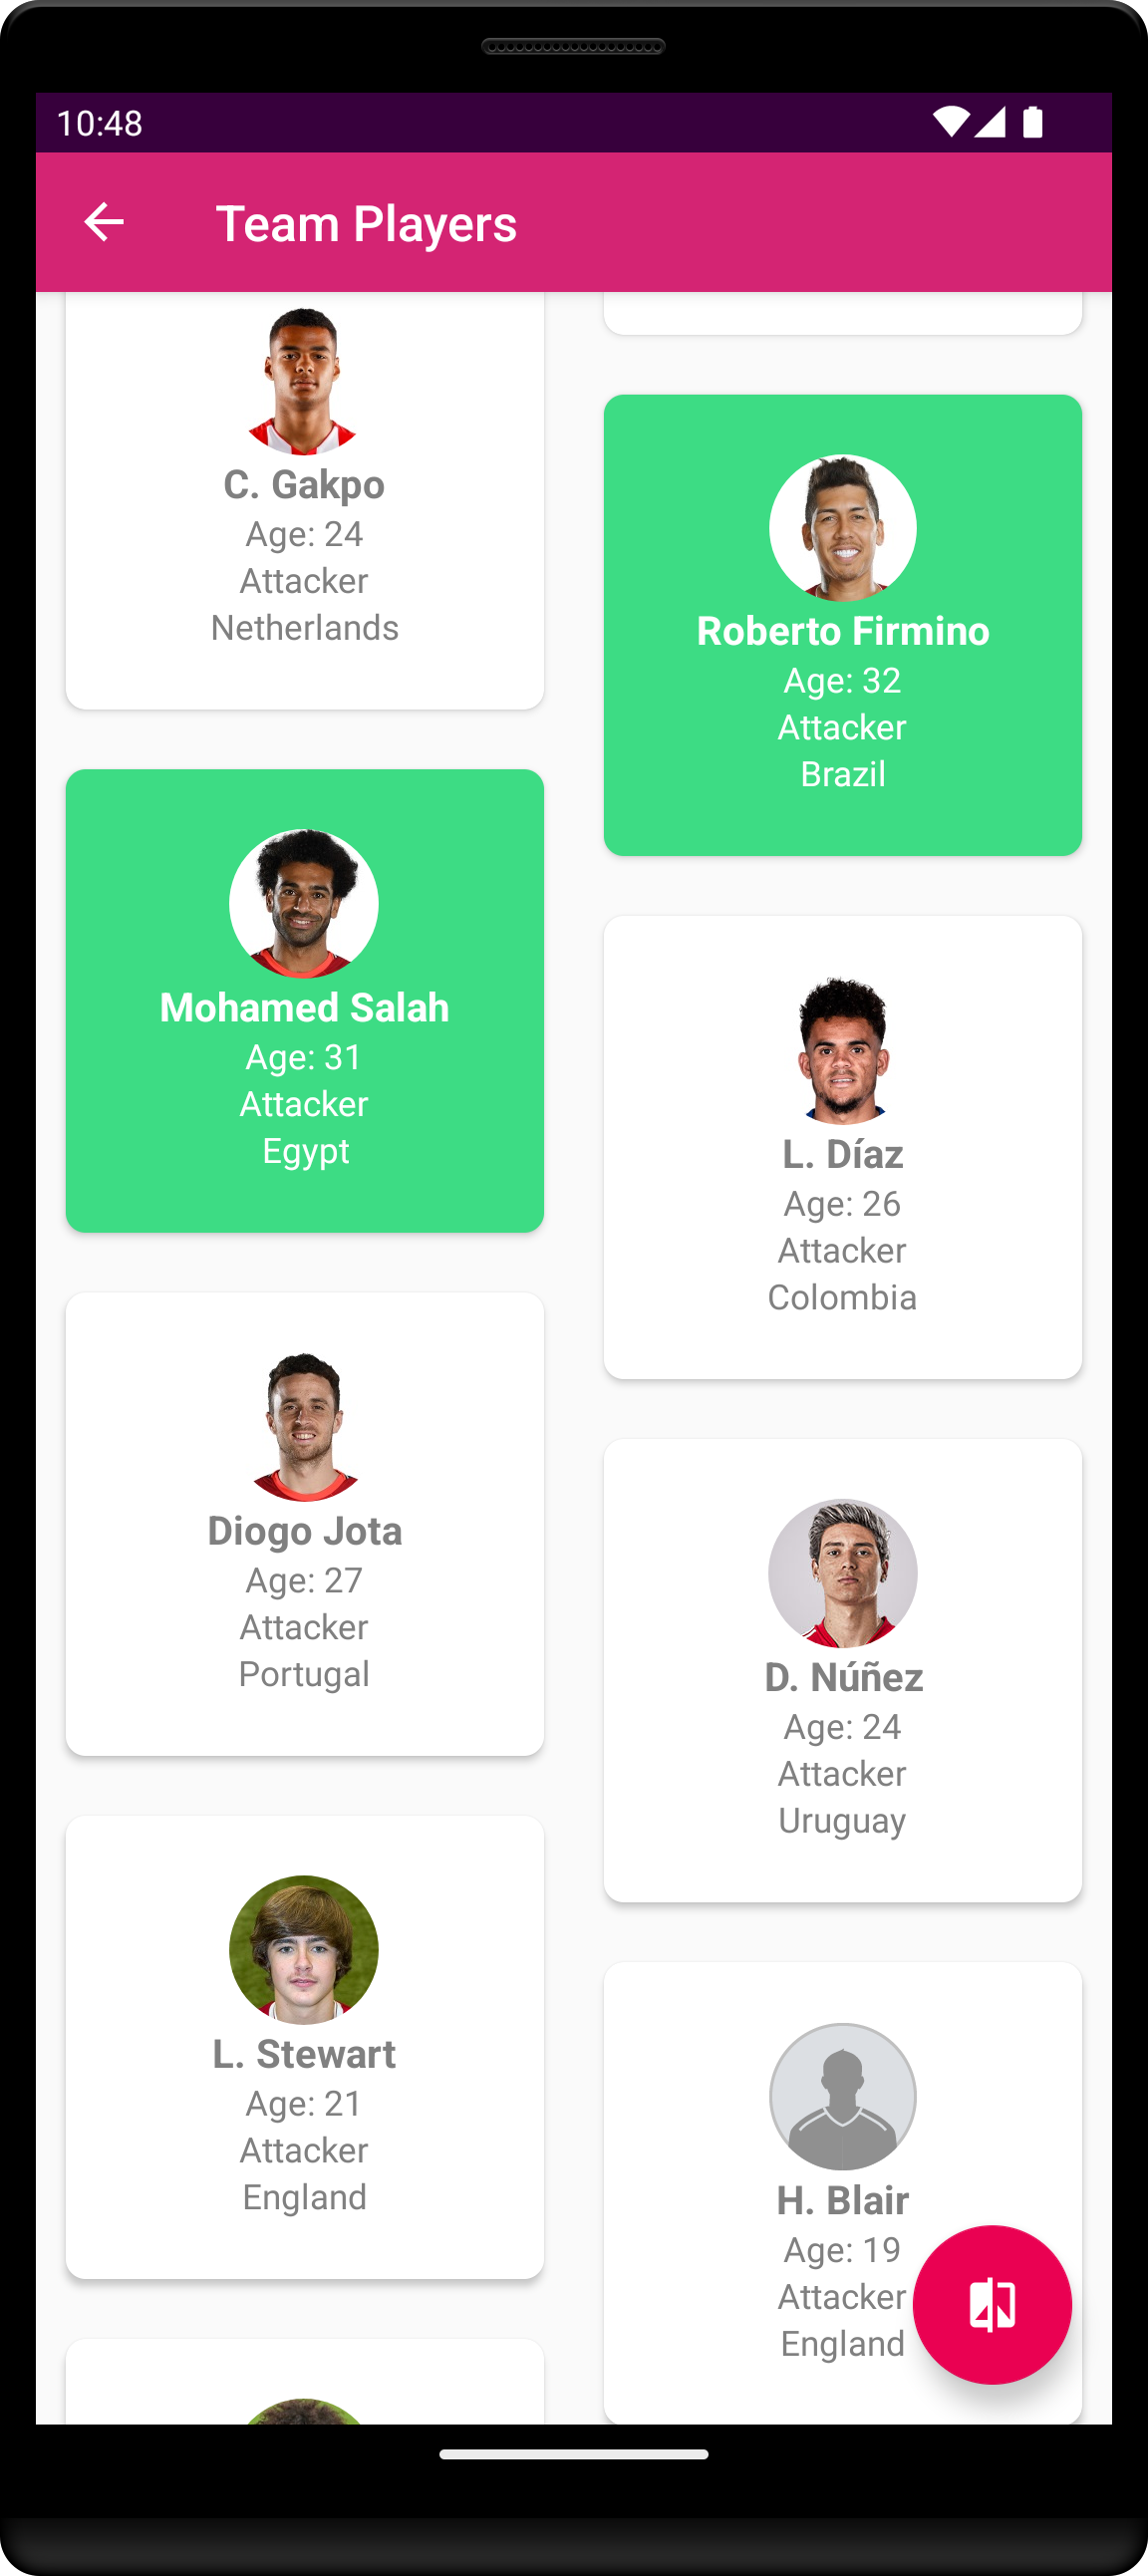 10:48
Team Players
C. Gakpo
Age: 24
Attacker
Netherlands
Roberto Firmino
Age: 32
Attacker
Brazil
Mohamed Salah
Age: 31
Attacker
Egypt
L. Díaz
Age: 26
Attacker
Colombia
Diogo Jota
Age: 27
Attacker
Portugal
D. Núñez
Age: 24
Attacker
Uruguay
L. Stewart
Age: 21
Attacker
England
H. Blair
Age: 19
Attacker
England